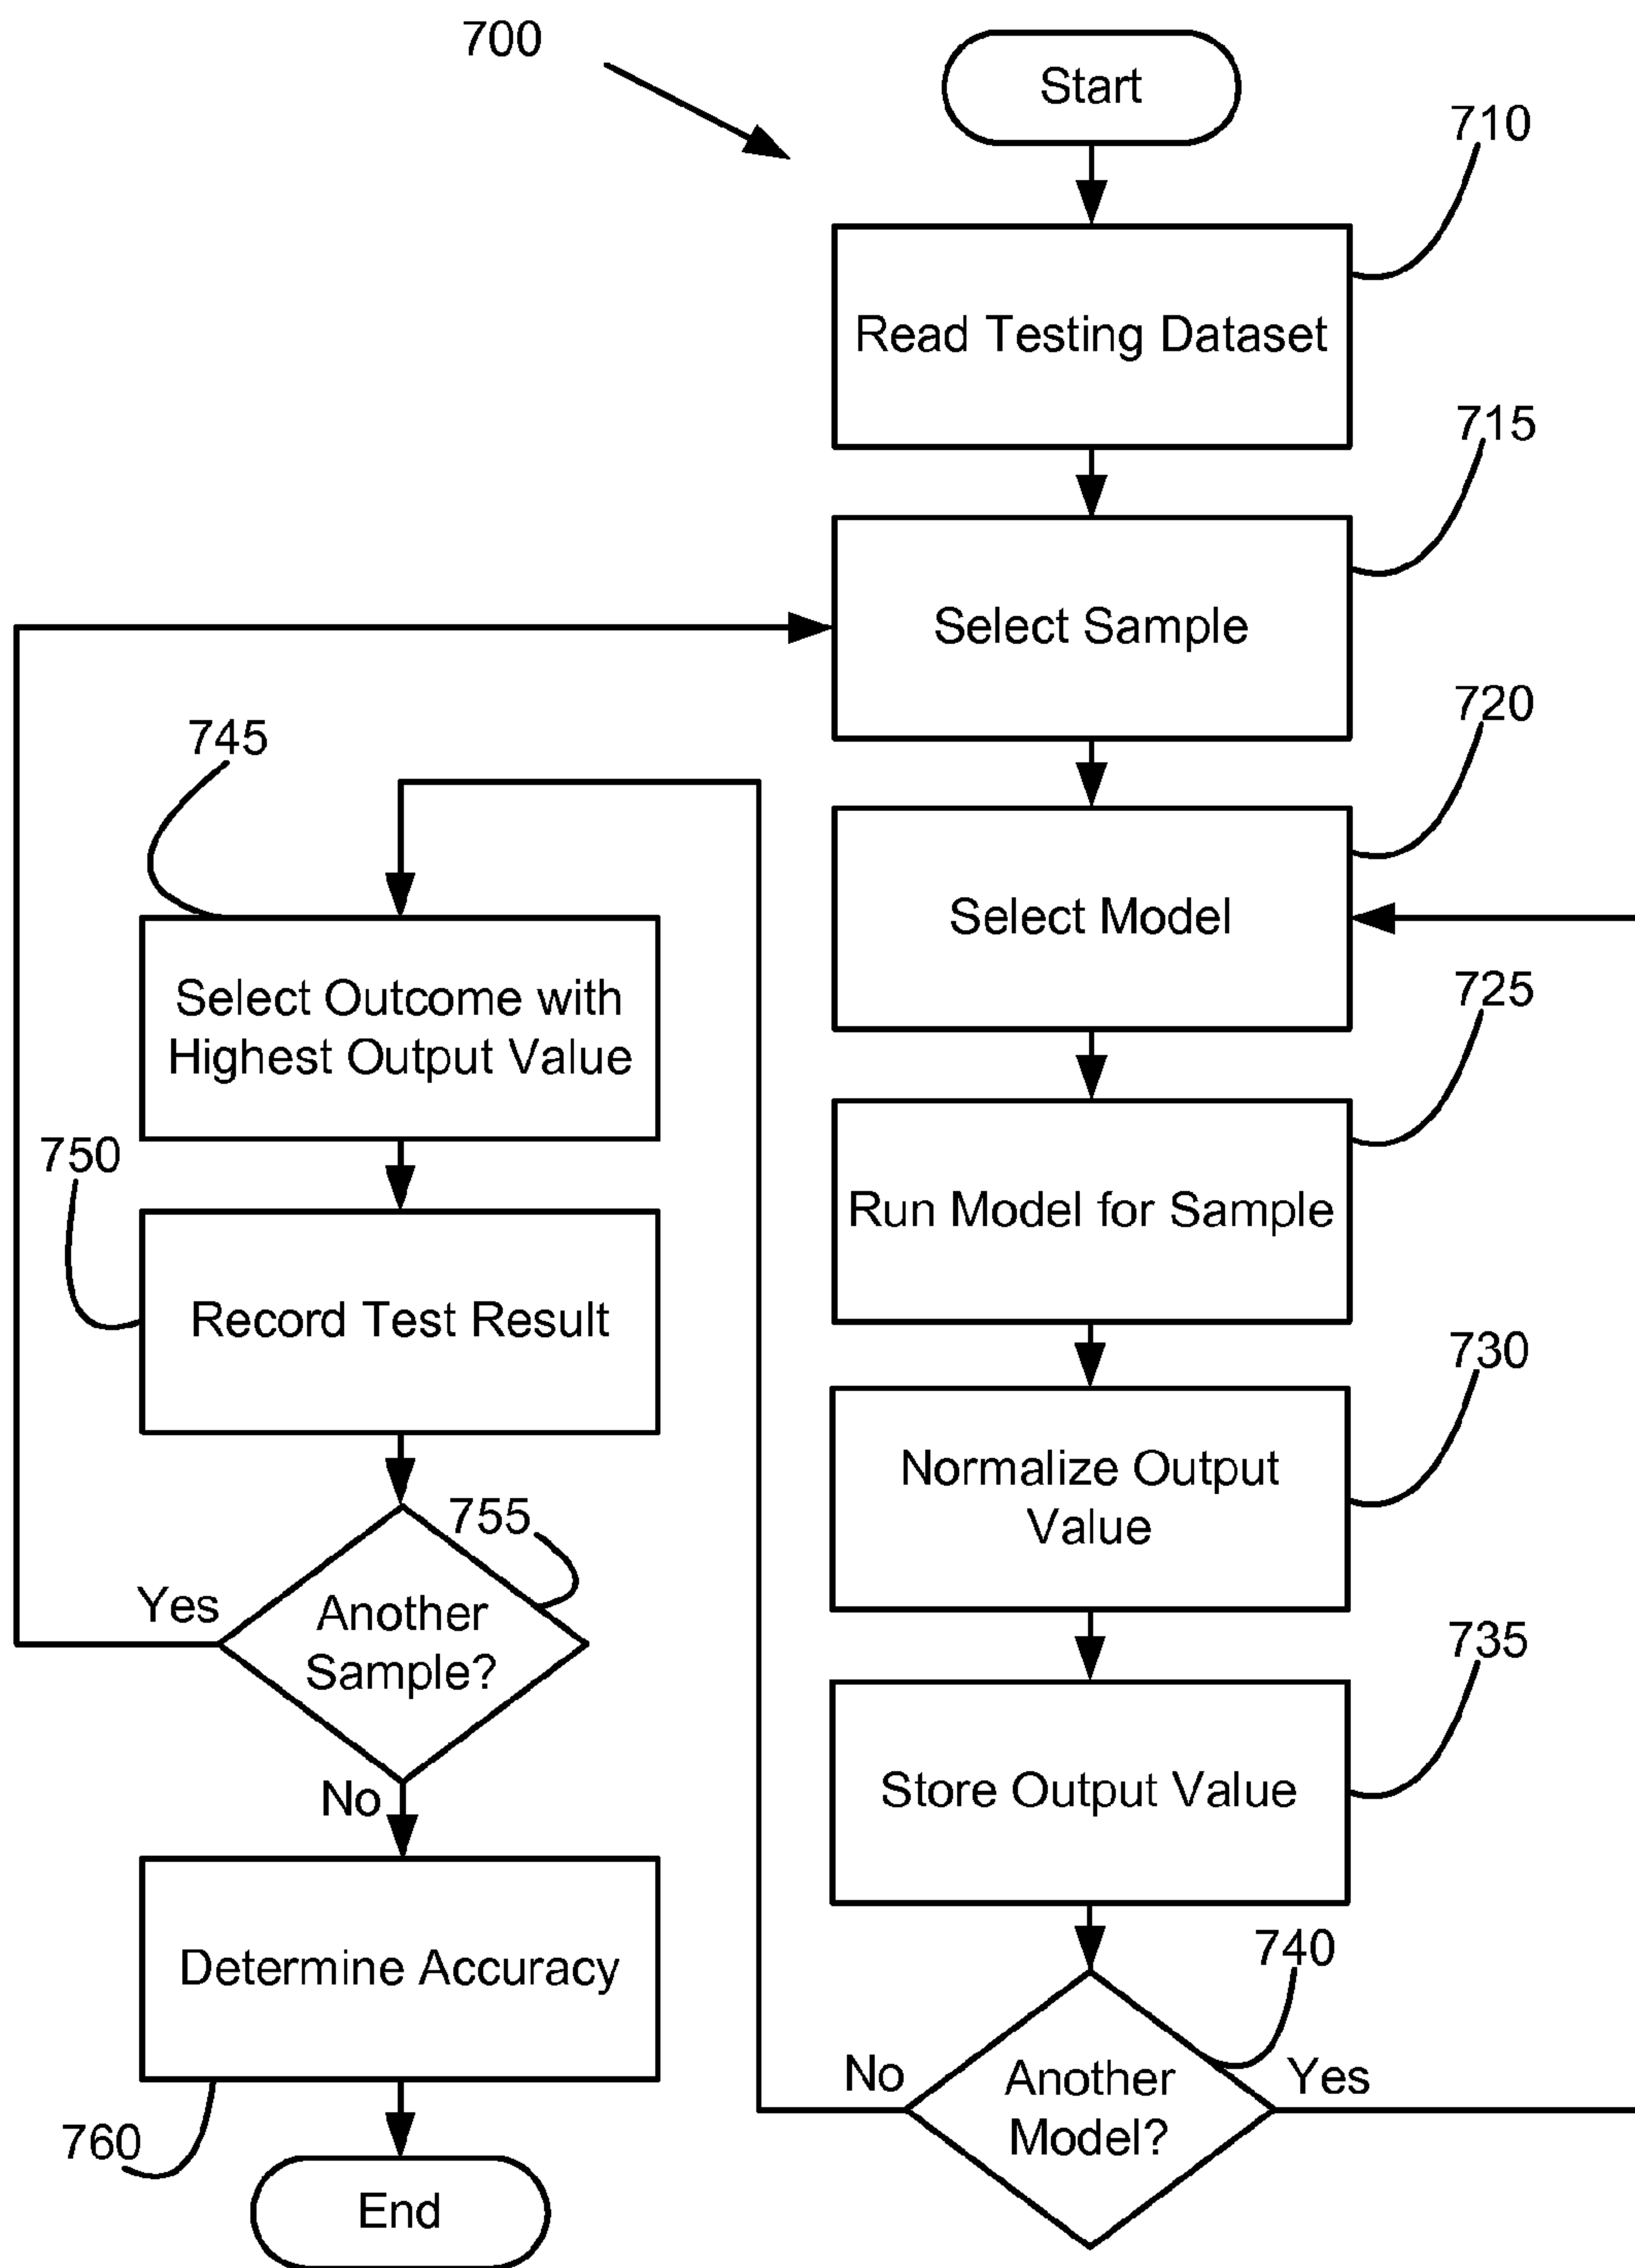 700
Start
710
Read Testing Dataset
715
Select Sample
720
Select Model
725
Run Model for Sample
730
Normalize Output
Value
735
Store Output Value
740
Another
Model?
Yes
No
745
Select Outcome with
Highest Output Value
750
Record Test Result
755
Another
Sample?
Yes
No
Determine Accuracy
760
End